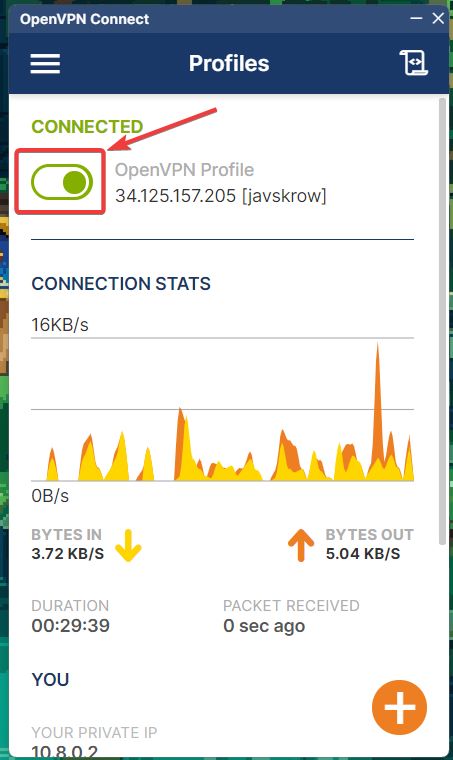 OpenVPN Connect
Profiles
CONNECTED
OpenVPN Profile
34.125.157.205 [javskrow]
CONNECTION STATS
16KB/s
0B/s
BYTES IN
3.72 KB/S
BYTES OUT
5.04 KB/S
DURATION
00:29:39
PACKET RECEIVED
0 sec ago
YOU
YOUR PRIVATE IP
10.8.0.2